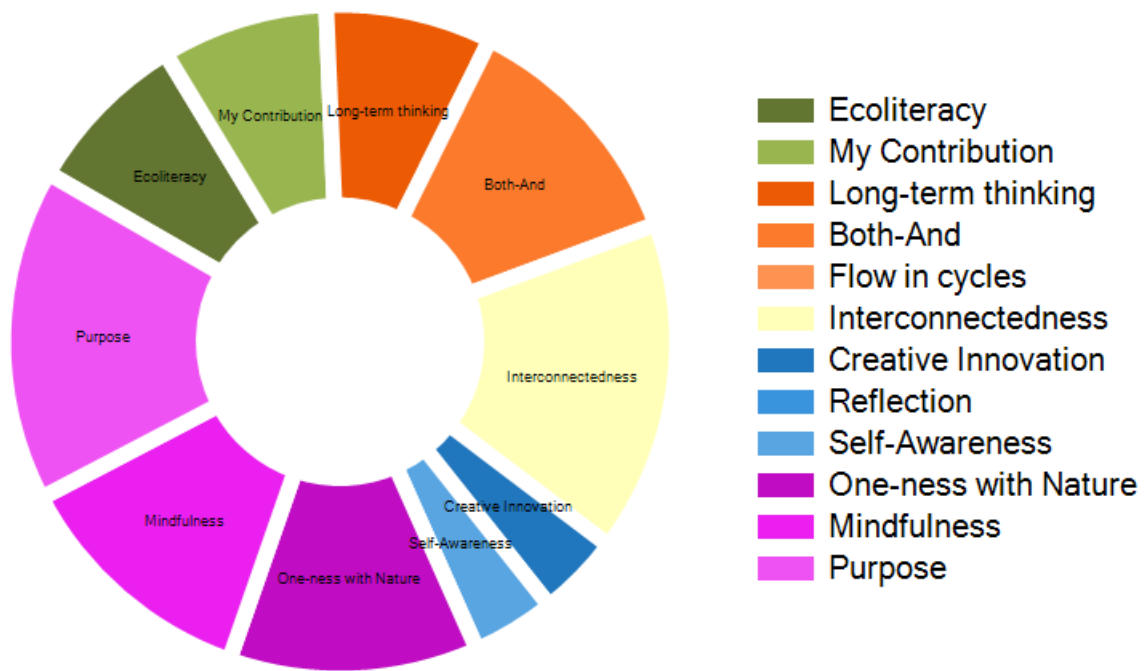 My Contribution
Long-term thinking
Ecoliteracy
Both-And
Purpose
Interconnectedness
Mindfulness
Creative Innovation
Self-Awareness
One-ness with Nature
Ecoliteracy
My Contribution
Long-term thinking
Both-And
Flow in cycles
Interconnectedness
Creative Innovation
Reflection
Self-Awareness
One-ness with Nature
Mindfulness
Purpose